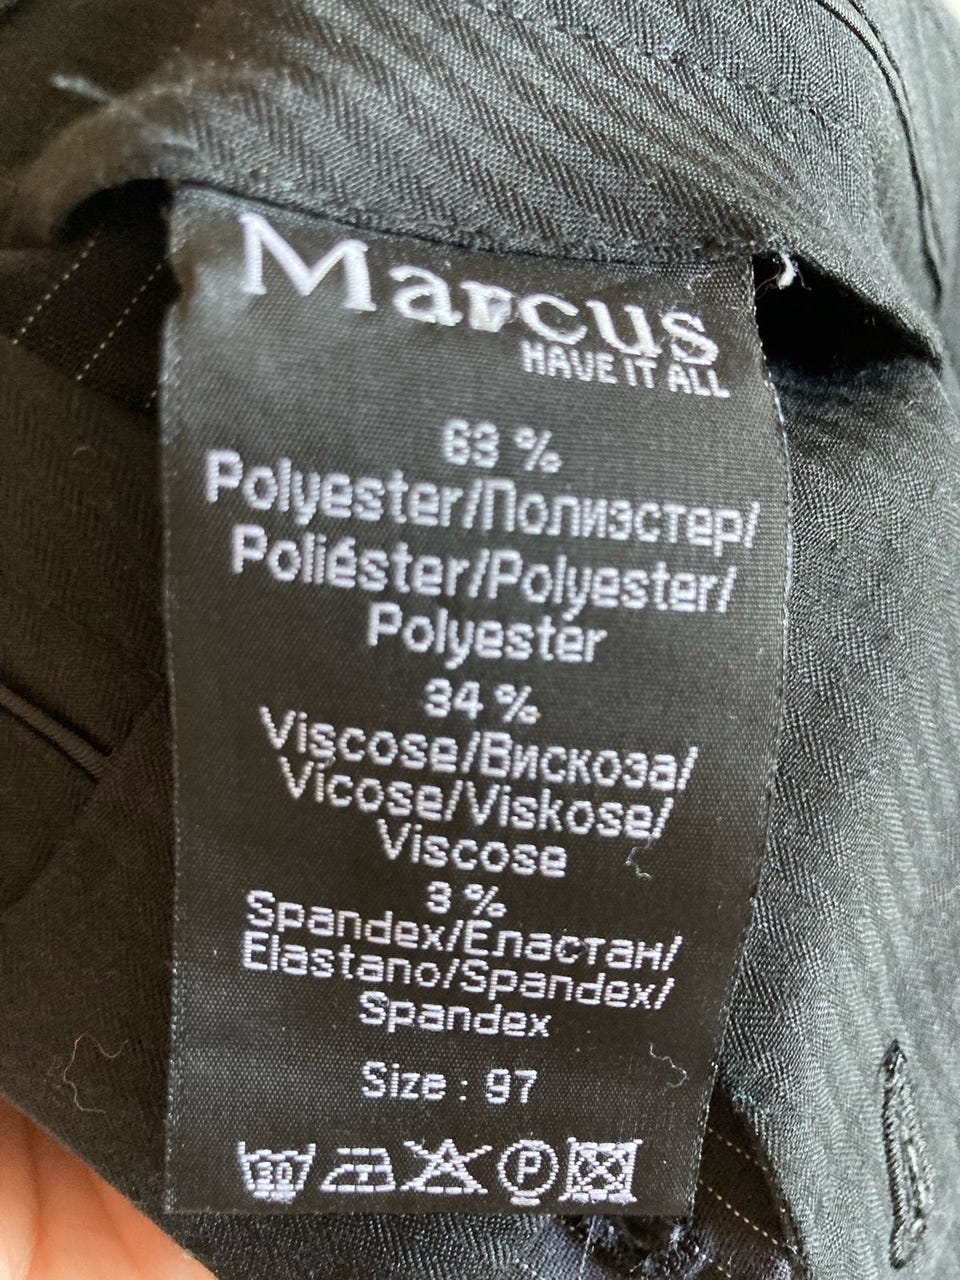 Marcus
HAVE IT ALL
63 %
Polyester/Полиэстер/
Poliéster/Polyester/
Polyester
34 %
Viscose/Вискоза/
Vicose/Viskose/
Viscose
3 %
Spandex/Еластан/
Elastano/Spandex/
Spandex
Size : 97
30 P